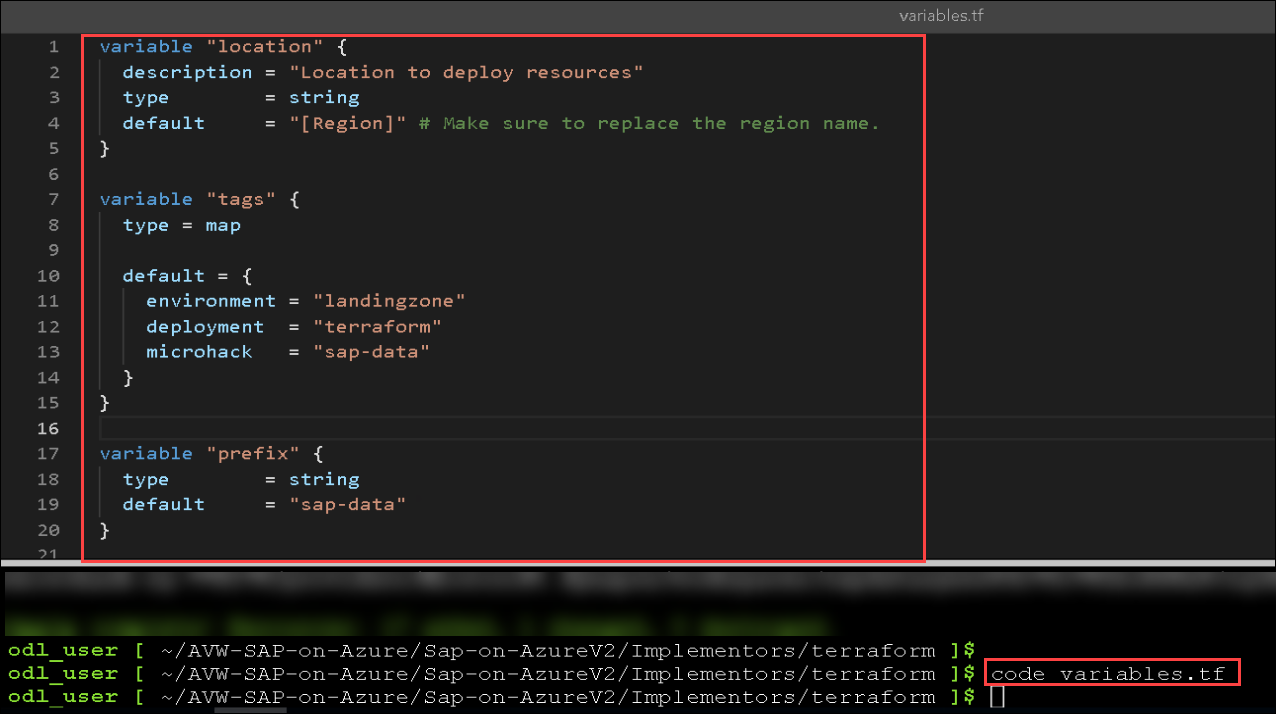 variables.tf
1 variable "location" {
2   description = "Location to deploy resources"
3   type        = string
4   default     = "[Region]" # Make sure to replace the region name.
5 }
6
7 variable "tags" {
8   type = map
9
10   default = {
11     environment = "landingzone"
12     deployment  = "terraform"
13     microhack   = "sap-data"
14   }
15 }
16
17 variable "prefix" {
18   type        = string
19   default     = "sap-data"
20 }
21
odl_user [ ~/AVW-SAP-on-Azure/Sap-on-AzureV2/Implementors/terraform ]$
odl_user [ ~/AVW-SAP-on-Azure/Sap-on-AzureV2/Implementors/terraform ]$ code variables.tf
odl_user [ ~/AVW-SAP-on-Azure/Sap-on-AzureV2/Implementors/terraform ]$